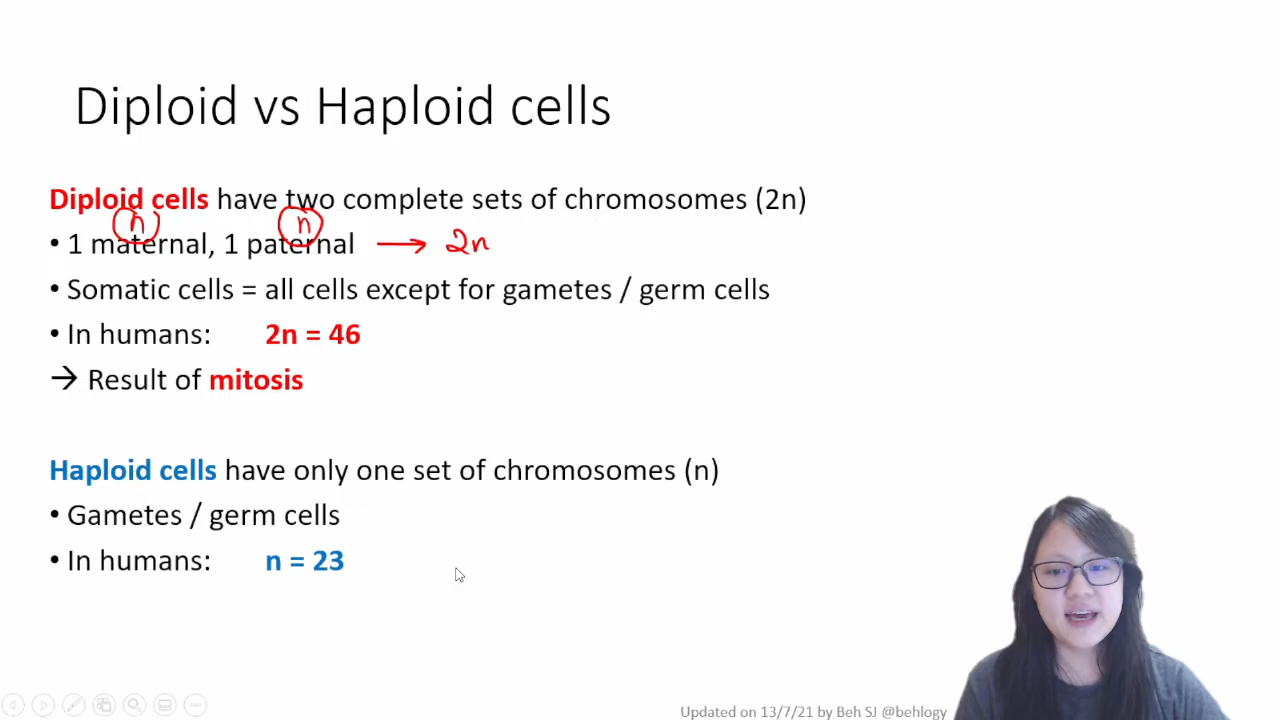 Diploid vs Haploid cells
Diploid cells have two complete sets of chromosomes (2n)
n n
• 1 maternal, 1 paternal → 2n
• Somatic cells = all cells except for gametes / germ cells
• In humans: 2n = 46
→ Result of mitosis
Haploid cells have only one set of chromosomes (n)
• Gametes / germ cells
• In humans: n = 23
Updated on 13/7/21 by Beh SJ @behlogy